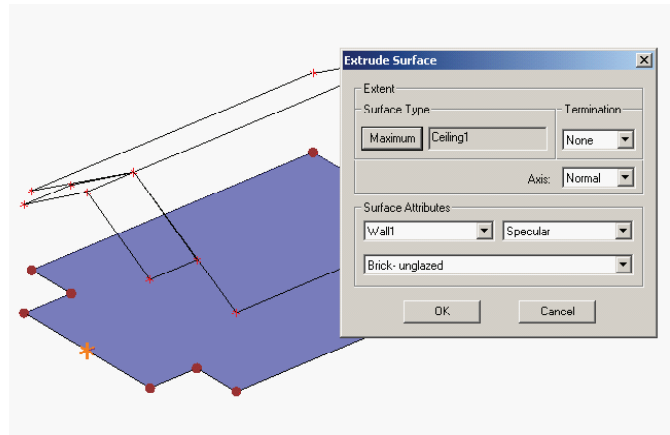 Extrude Surface
Extent
Surface Type
Termination
Maximum
Ceiling1
None
Axis:
Normal
Surface Attributes
Wall1
Specular
Brick- unglazed
OK
Cancel